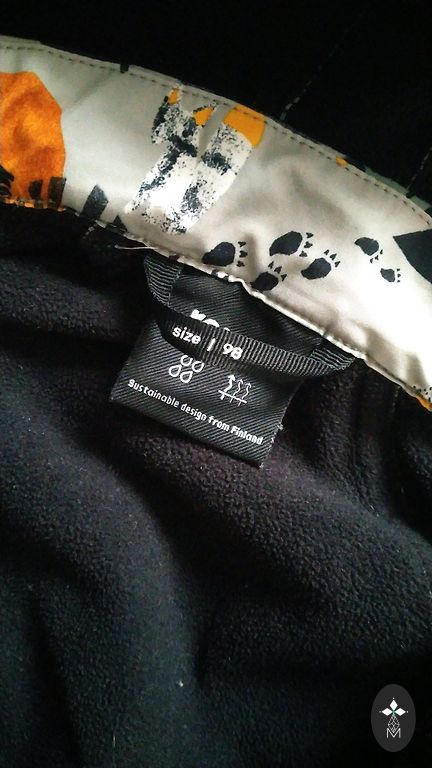 size | 98
Sustainable design from Finland
M